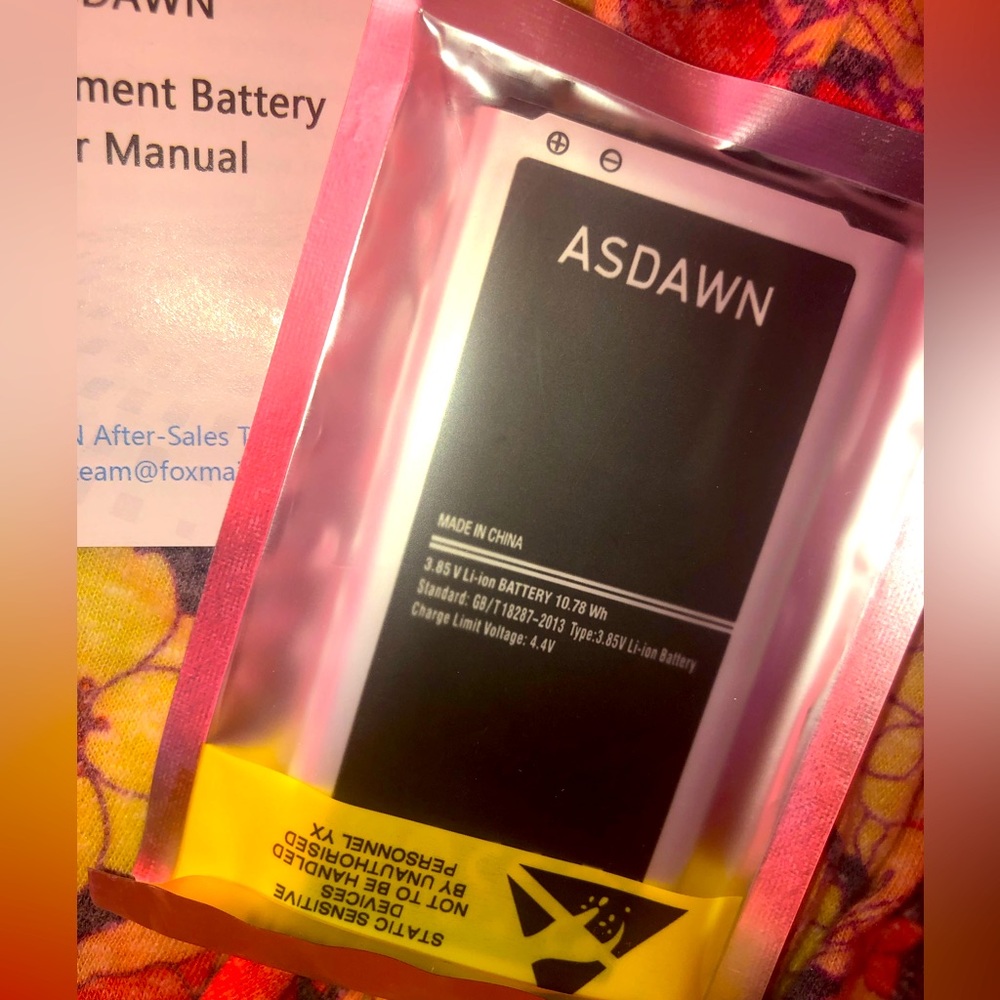 DAWN
ment Battery
r Manual
After-Sales
eam@foxmai
ASDAWN
MADE IN CHINA
3.85 V Li-ion BATTERY 10.78 Wh
Standard: GB/T18287-2013 Type:3.85V Li-ion Battery
Charge Limit Voltage: 4.4V
STATIC SENSITIVE
DEVICES
NOT TO BE HANDLED
BY UNAUTHORISED
PERSONNEL YX